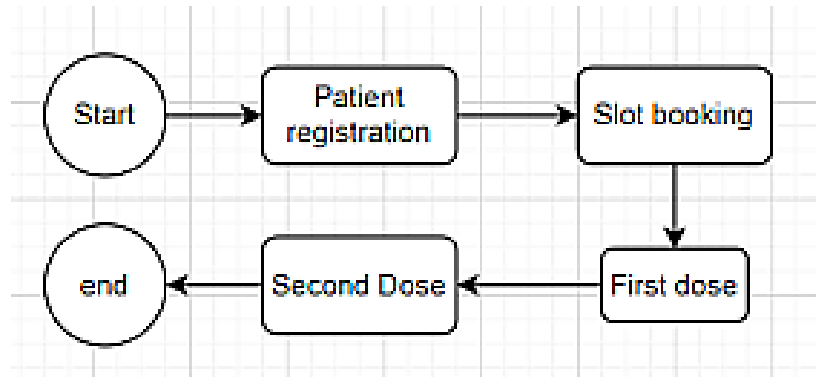 Start
Patient
registration
Slot booking
First dose
Second Dose
end